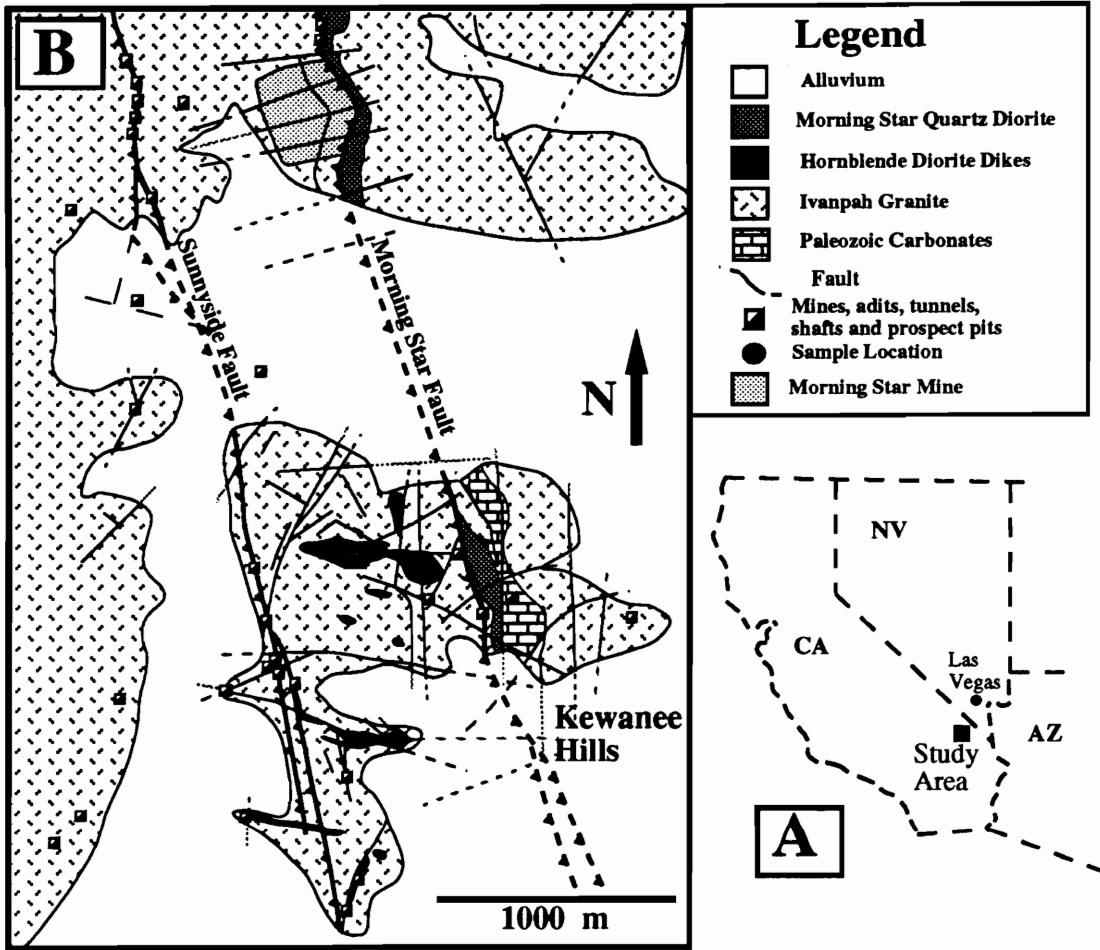 B
Sunnyside Fault
Morning Star Fault
N
Kewanee
Hills
1000 m
Legend
Alluvium
Morning Star Quartz Diorite
Hornblende Diorite Dikes
Ivanpah Granite
Paleozoic Carbonates
Fault
Mines, adits, tunnels,
shafts and prospect pits
Sample Location
Morning Star Mine
NV
CA
Las
Vegas
AZ
Study
Area
A